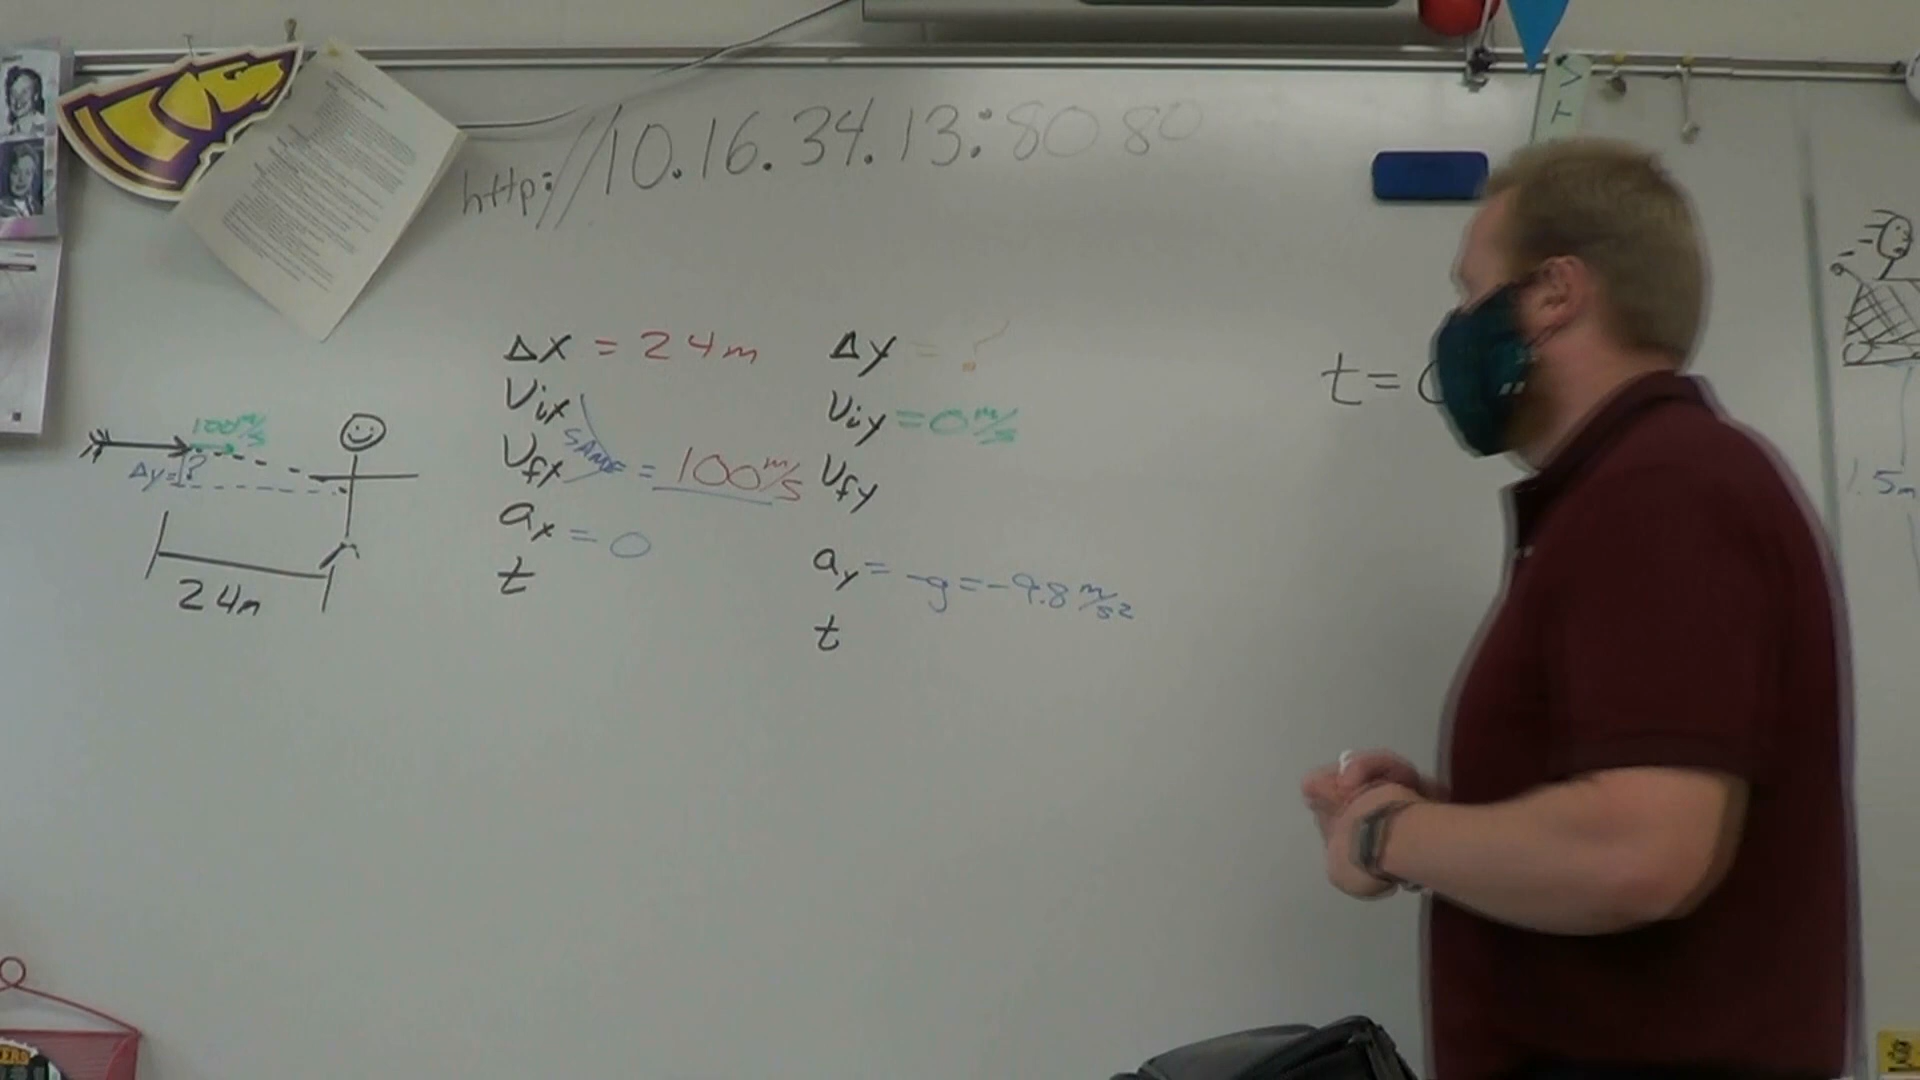 http://10.16.34.13:8080
100 m/s
Δy=?
24m
Δx = 24m
Vix
SAME
Vfx = 100 m/s
ax = 0
t
Δy = ?
Viy = 0 m/s
Vfy
ay = -g = -9.8 m/s²
t
t=
1.5m